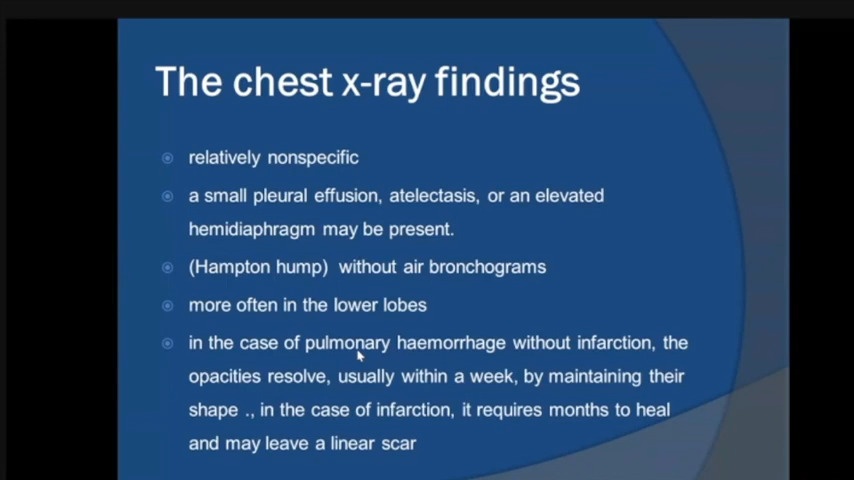 The chest x-ray findings
relatively nonspecific
a small pleural effusion, atelectasis, or an elevated
hemidiaphragm may be present.
(Hampton hump)  without air bronchograms
more often in the lower lobes
in the case of pulmonary haemorrhage without infarction, the
opacities resolve, usually within a week, by maintaining their
shape ., in the case of infarction, it requires months to heal
and may leave a linear scar